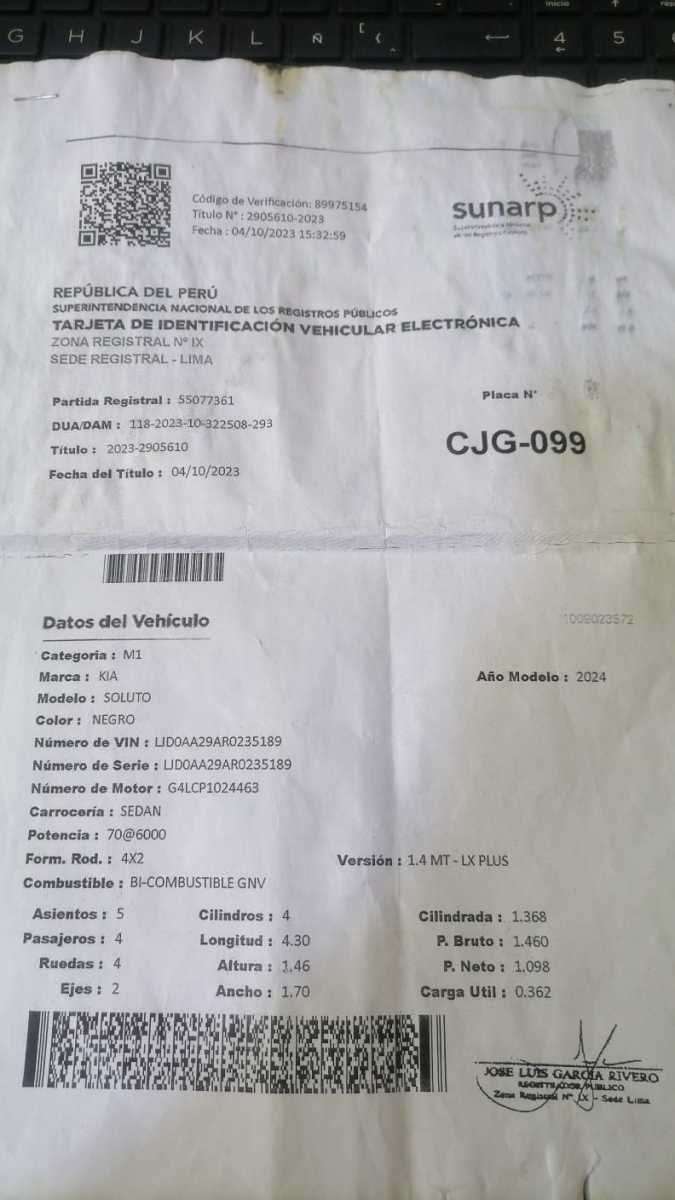 inicio
G H J K L Ñ [ { ^ ← 4 5
Código de Verificación: 89975154
Título N° : 2905610-2023
Fecha : 04/10/2023 15:32:59
sunarp
REPÚBLICA DEL PERÚ
SUPERINTENDENCIA NACIONAL DE LOS REGISTROS PÚBLICOS
TARJETA DE IDENTIFICACIÓN VEHICULAR ELECTRÓNICA
ZONA REGISTRAL N° IX
SEDE REGISTRAL - LIMA
Partida Registral : 55077361
Placa N°
DUA/DAM : 118-2023-10-322508-293
CJG-099
Título : 2023-2905610
Fecha del Título : 04/10/2023
Datos del Vehículo
1009023572
Categoria : M1
Marca : KIA
Año Modelo : 2024
Modelo : SOLUTO
Color : NEGRO
Número de VIN : LJD0AA29AR0235189
Número de Serie : LJD0AA29AR0235189
Número de Motor : G4LCP1024463
Carrocería : SEDAN
Potencia : 70@6000
Form. Rod. : 4X2
Versión : 1.4 MT - LX PLUS
Combustible : BI-COMBUSTIBLE GNV
Asientos : 5 Cilindros : 4 Cilindrada : 1.368
Pasajeros : 4 Longitud : 4.30 P. Bruto : 1.460
Ruedas : 4 Altura : 1.46 P. Neto : 1.098
Ejes : 2 Ancho : 1.70 Carga Util : 0.362
JOSE LUIS GARCIA RIVERO
REGISTRADOR PUBLICO
Zona Registral N° IX - Sede Lima